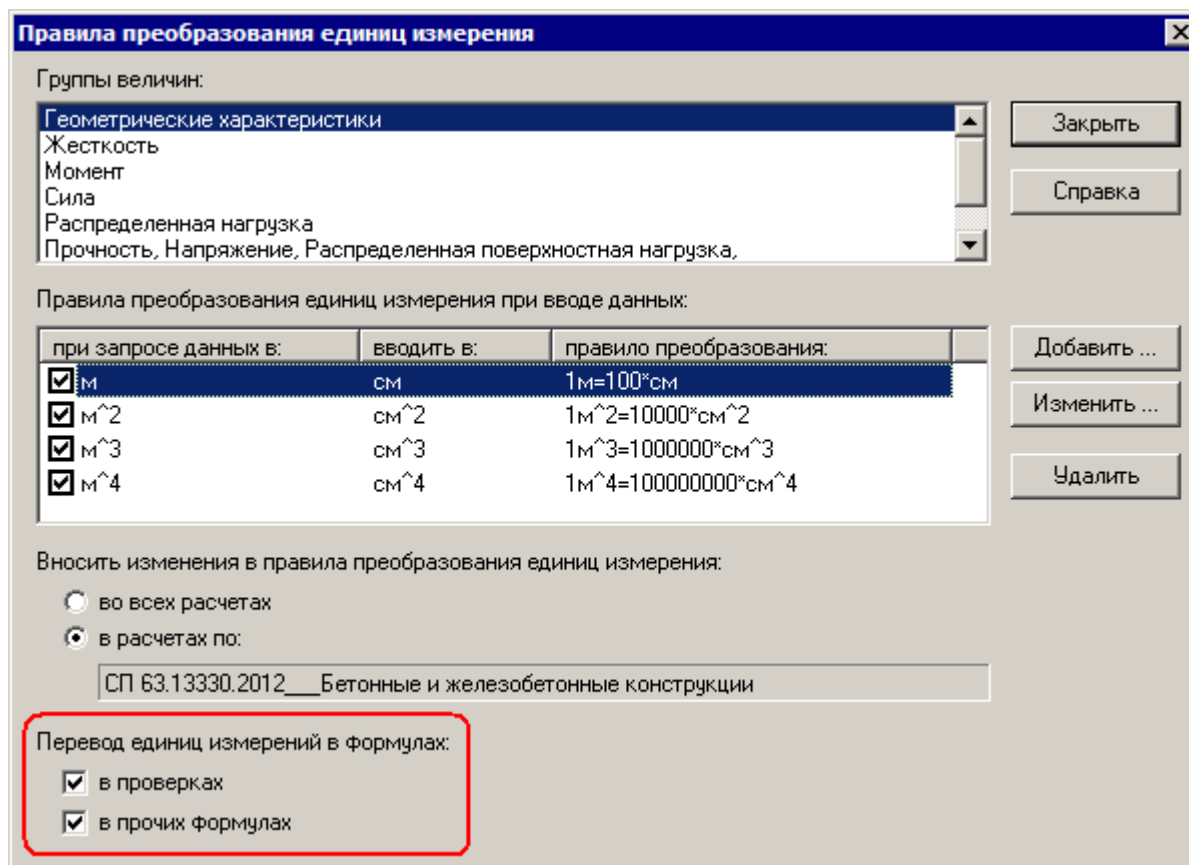 Правила преобразования единиц измерения
Группы величин:
Геометрические характеристики
Жесткость
Момент
Сила
Распределенная нагрузка
Прочность, Напряжение, Распределенная поверхностная нагрузка,
Закрыть
Справка
Правила преобразования единиц измерения при вводе данных:
при запросе данных в: вводить в: правило преобразования:
м см 1м=100*см
м^2 см^2 1м^2=10000*см^2
м^3 см^3 1м^3=1000000*см^3
м^4 см^4 1м^4=100000000*см^4
Добавить ...
Изменить ...
Удалить
Вносить изменения в правила преобразования единиц измерения:
во всех расчетах
в расчетах по:
СП 63.13330.2012___Бетонные и железобетонные конструкции
Перевод единиц измерений в формулах:
в проверках
в прочих формулах